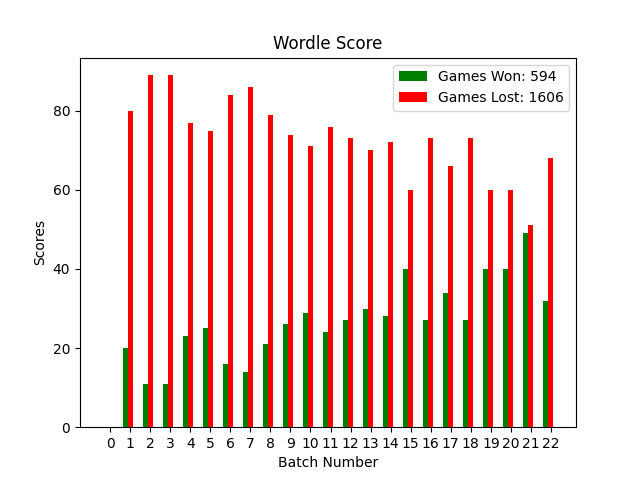 Wordle Score
Games Won: 594
Games Lost: 1606
Scores
80
60
40
20
0
0 1 2 3 4 5 6 7 8 9 10 11 12 13 14 15 16 17 18 19 20 21 22
Batch Number